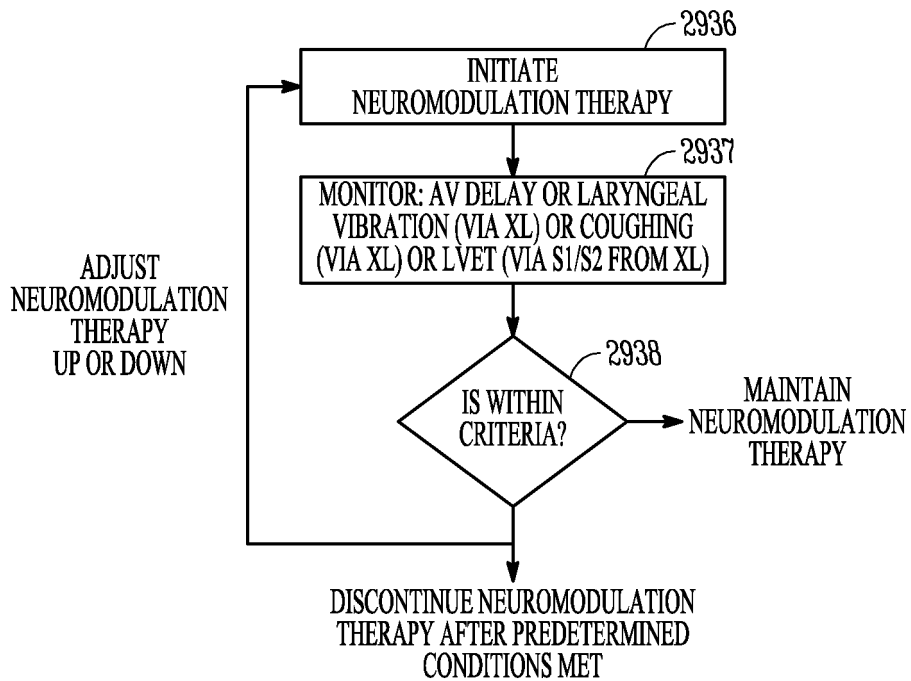 2936
INITIATE
NEUROMODULATION THERAPY
2937
MONITOR: AV DELAY OR LARYNGEAL
VIBRATION (VIA XL) OR COUGHING
(VIA XL) OR LVET (VIA S1/S2 FROM XL)
ADJUST
NEUROMODULATION
THERAPY
UP OR DOWN
2938
IS WITHIN
CRITERIA?
MAINTAIN
NEUROMODULATION
THERAPY
DISCONTINUE NEUROMODULATION
THERAPY AFTER PREDETERMINED
CONDITIONS MET